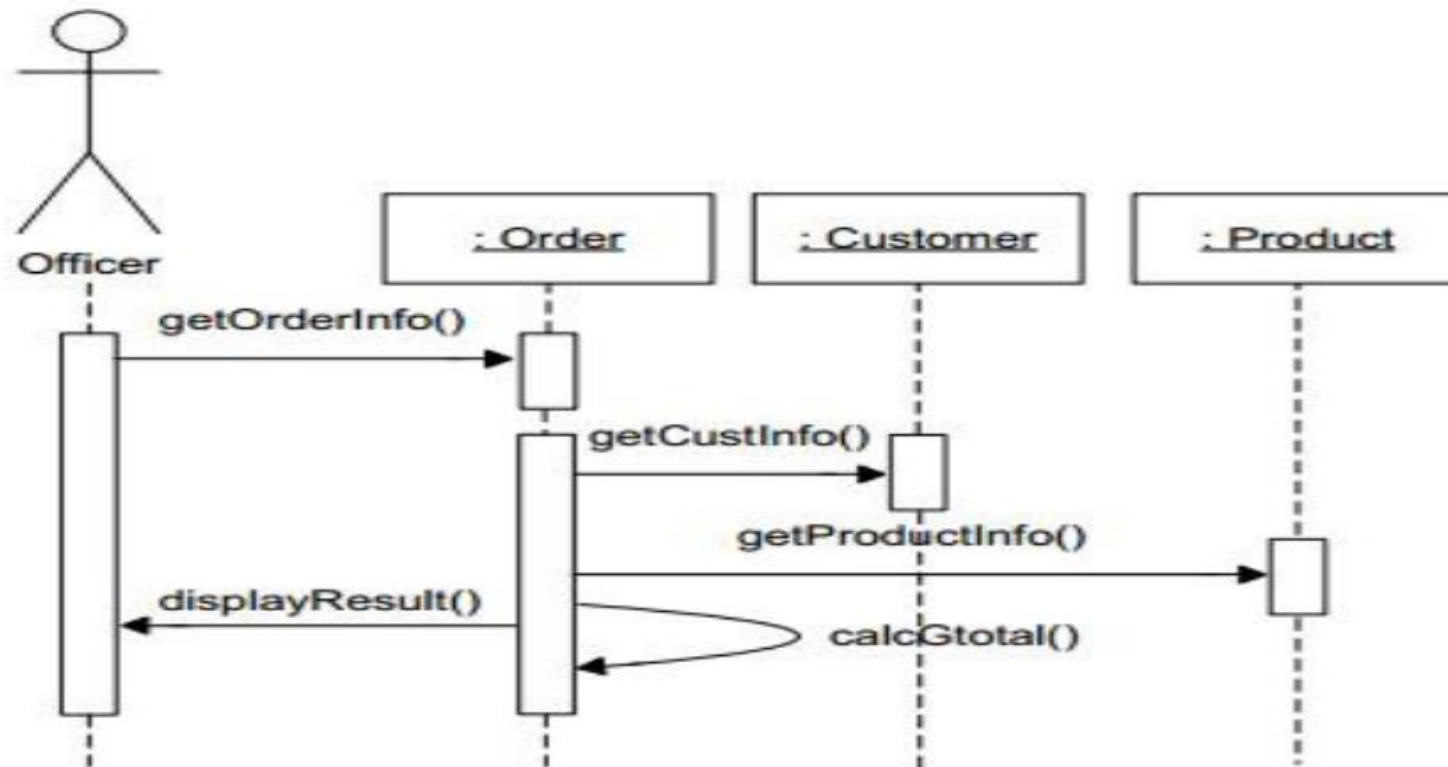 Officer
: Order
: Customer
: Product
getOrderInfo()
getCustInfo()
getProductInfo()
displayResult()
calcGtotal()